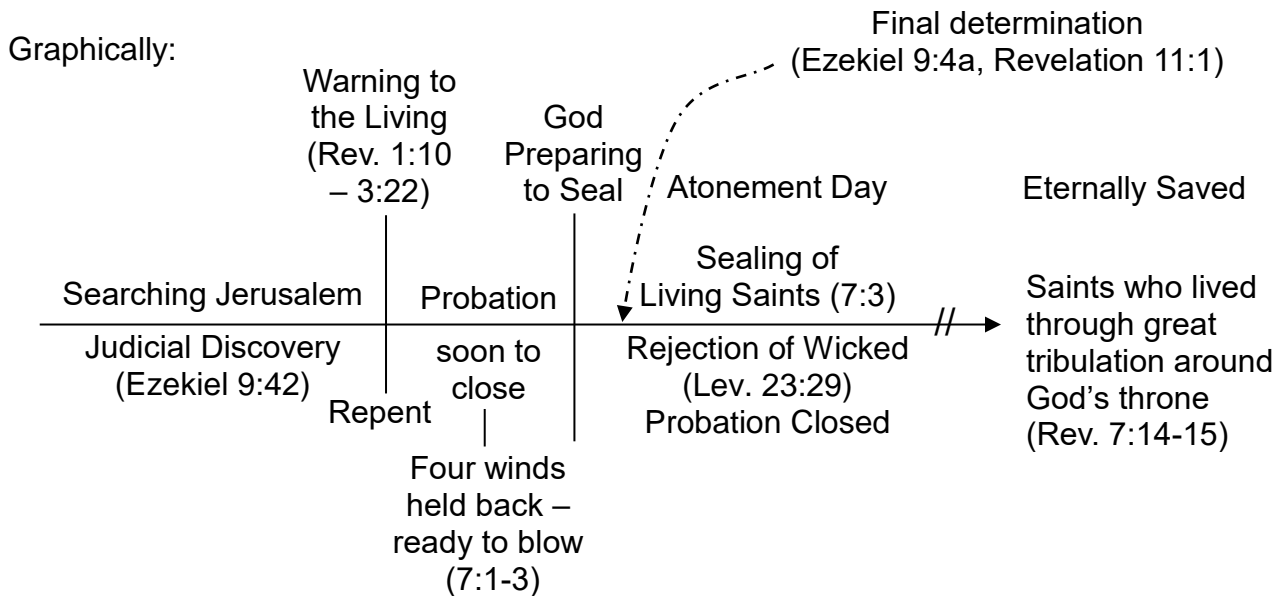 Graphically:
Final determination
(Ezekiel 9:4a, Revelation 11:1)
Warning to
the Living
(Rev. 1:10
– 3:22)
God
Preparing
to Seal
Atonement Day
Eternally Saved
Searching Jerusalem
Probation
Sealing of
Living Saints (7:3)
Judicial Discovery
(Ezekiel 9:42)
Repent
soon to
close
Rejection of Wicked
(Lev. 23:29)
Probation Closed
Saints who lived
through great
tribulation around
God’s throne
(Rev. 7:14-15)
Four winds
held back –
ready to blow
(7:1-3)